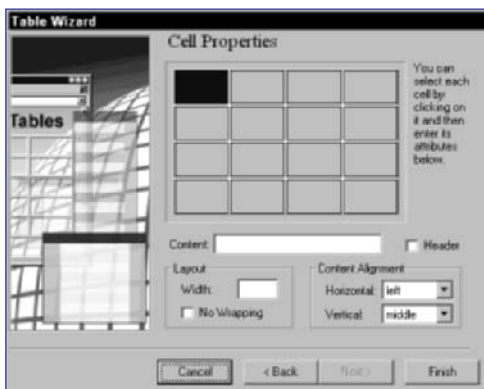 Table Wizard
Cell Properties
Tables
You can
select each
cell by
clicking on
it and then
enter its
attributes
below.
Content:
Header
Layout
Width:
No Wrapping
Content Alignment
Horizontal: left
Vertical: middle
Cancel
< Back
Next >
Finish